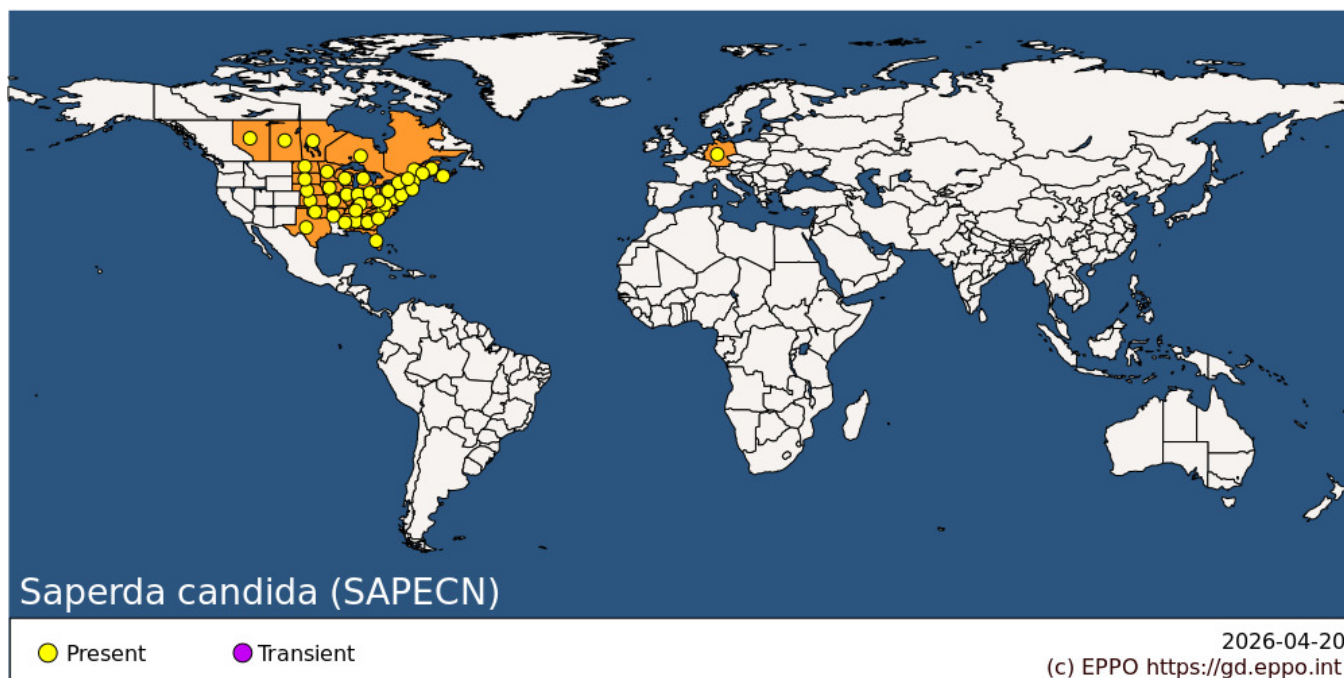 Saperda candida (SAPECN)
Present
Transient
2026-04-20
(c) EPPO https://gd.eppo.int